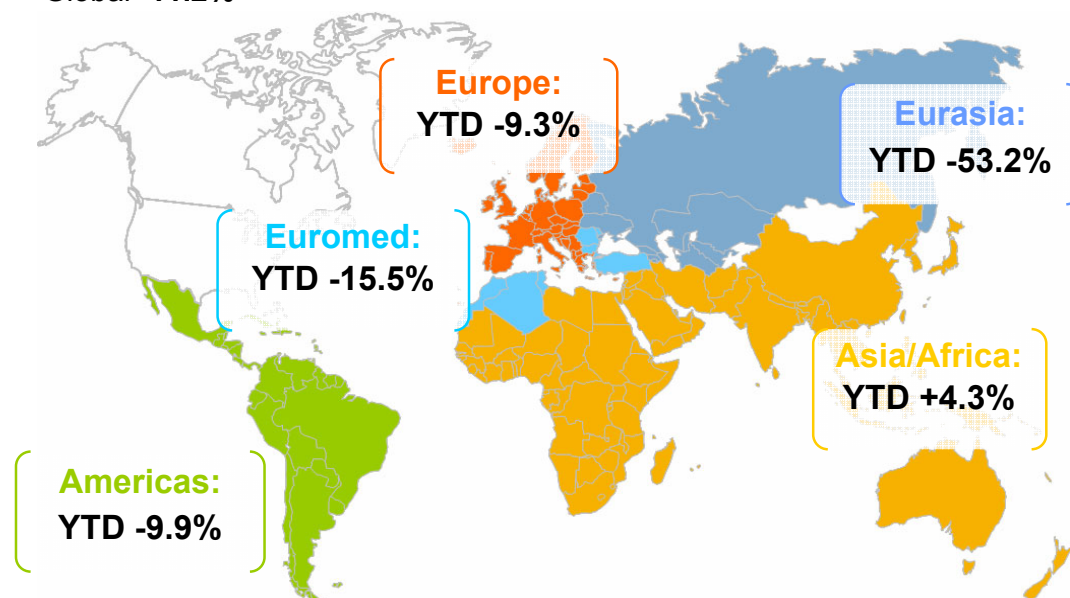 Europe:
YTD -9.3%
Eurasia:
YTD -53.2%
Euromed:
YTD -15.5%
Asia/Africa:
YTD +4.3%
Americas:
YTD -9.9%